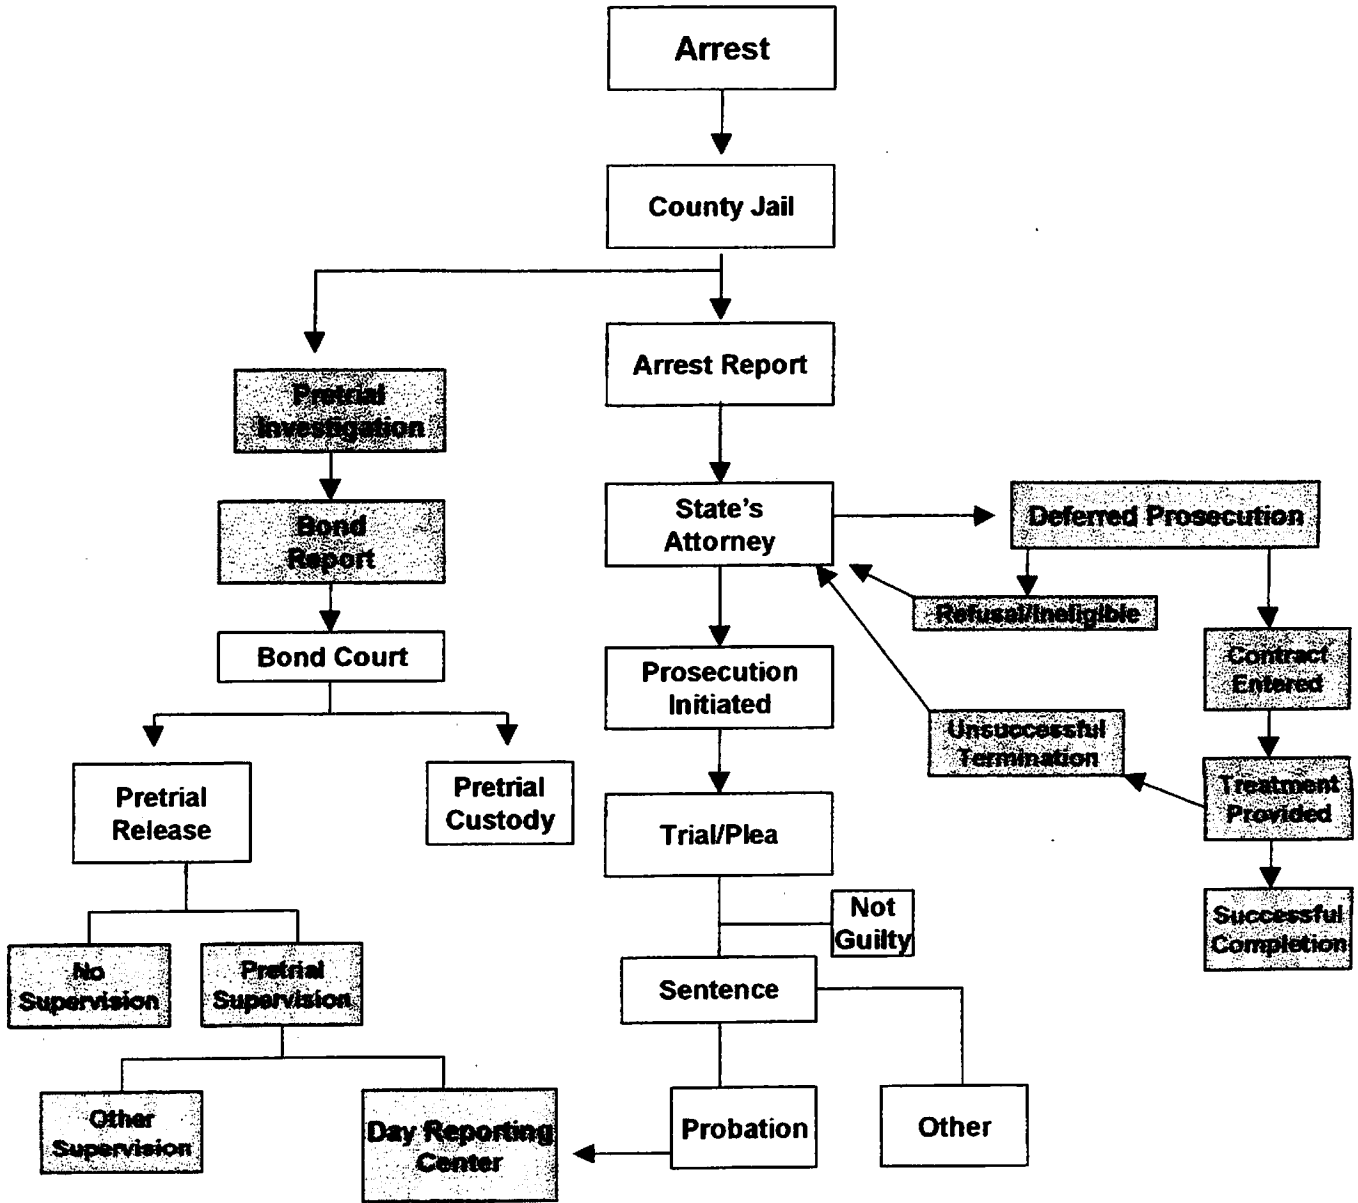 Arrest
County Jail
Arrest Report
Pretrial
Investigation
State's
Attorney
Deferred Prosecution
Bond
Report
Refusal/Ineligible
Bond Court
Prosecution
Initiated
Contract
Entered
Unsuccessful
Termination
Treatment
Provided
Pretrial
Release
Pretrial
Custody
Trial/Plea
Not
Guilty
Successful
Completion
No
Supervision
Pretrial
Supervision
Sentence
Other
Supervision
Day Reporting
Center
Probation
Other